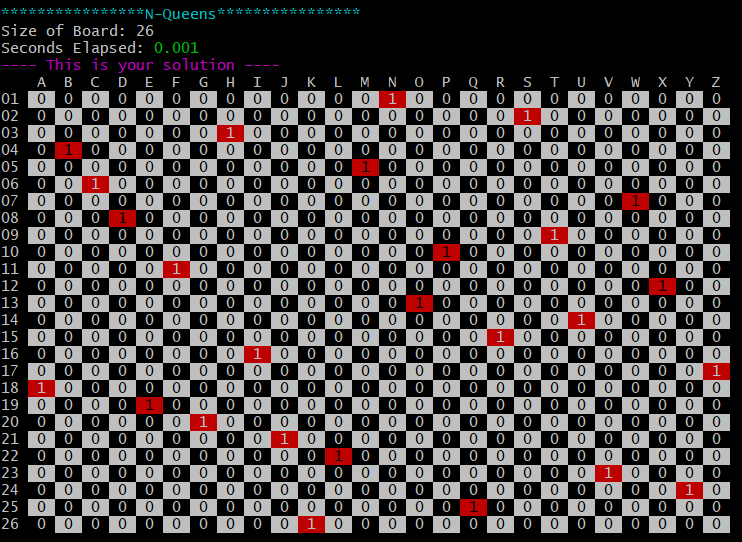 ****************N-Queens****************
Size of Board: 26
Seconds Elapsed: 0.001
---- This is your solution ----
A B C D E F G H I J K L M N O P Q R S T U V W X Y Z
01 0 0 0 0 0 0 0 0 0 0 0 0 0 1 0 0 0 0 0 0 0 0 0 0 0 0
02 0 0 0 0 0 0 0 0 0 0 0 0 0 0 0 0 0 0 1 0 0 0 0 0 0 0
03 0 0 0 0 0 0 0 1 0 0 0 0 0 0 0 0 0 0 0 0 0 0 0 0 0 0
04 0 1 0 0 0 0 0 0 0 0 0 0 0 0 0 0 0 0 0 0 0 0 0 0 0 0
05 0 0 0 0 0 0 0 0 0 0 0 0 1 0 0 0 0 0 0 0 0 0 0 0 0 0
06 0 0 1 0 0 0 0 0 0 0 0 0 0 0 0 0 0 0 0 0 0 0 0 0 0 0
07 0 0 0 0 0 0 0 0 0 0 0 0 0 0 0 0 0 0 0 0 0 0 1 0 0 0
08 0 0 0 1 0 0 0 0 0 0 0 0 0 0 0 0 0 0 0 0 0 0 0 0 0 0
09 0 0 0 0 0 0 0 0 0 0 0 0 0 0 0 0 0 0 0 1 0 0 0 0 0 0
10 0 0 0 0 0 0 0 0 0 0 0 0 0 0 0 1 0 0 0 0 0 0 0 0 0 0
11 0 0 0 0 0 1 0 0 0 0 0 0 0 0 0 0 0 0 0 0 0 0 0 0 0 0
12 0 0 0 0 0 0 0 0 0 0 0 0 0 0 0 0 0 0 0 0 0 0 0 1 0 0
13 0 0 0 0 0 0 0 0 0 0 0 0 0 0 1 0 0 0 0 0 0 0 0 0 0 0
14 0 0 0 0 0 0 0 0 0 0 0 0 0 0 0 0 0 0 0 0 1 0 0 0 0 0
15 0 0 0 0 0 0 0 0 0 0 0 0 0 0 0 0 0 1 0 0 0 0 0 0 0 0
16 0 0 0 0 0 0 0 0 1 0 0 0 0 0 0 0 0 0 0 0 0 0 0 0 0 0
17 0 0 0 0 0 0 0 0 0 0 0 0 0 0 0 0 0 0 0 0 0 0 0 0 0 1
18 1 0 0 0 0 0 0 0 0 0 0 0 0 0 0 0 0 0 0 0 0 0 0 0 0 0
19 0 0 0 0 1 0 0 0 0 0 0 0 0 0 0 0 0 0 0 0 0 0 0 0 0 0
20 0 0 0 0 0 0 1 0 0 0 0 0 0 0 0 0 0 0 0 0 0 0 0 0 0 0
21 0 0 0 0 0 0 0 0 0 1 0 0 0 0 0 0 0 0 0 0 0 0 0 0 0 0
22 0 0 0 0 0 0 0 0 0 0 0 1 0 0 0 0 0 0 0 0 0 0 0 0 0 0
23 0 0 0 0 0 0 0 0 0 0 0 0 0 0 0 0 0 0 0 0 0 1 0 0 0 0
24 0 0 0 0 0 0 0 0 0 0 0 0 0 0 0 0 0 0 0 0 0 0 0 0 1 0
25 0 0 0 0 0 0 0 0 0 0 0 0 0 0 0 0 1 0 0 0 0 0 0 0 0 0
26 0 0 0 0 0 0 0 0 0 0 1 0 0 0 0 0 0 0 0 0 0 0 0 0 0 0